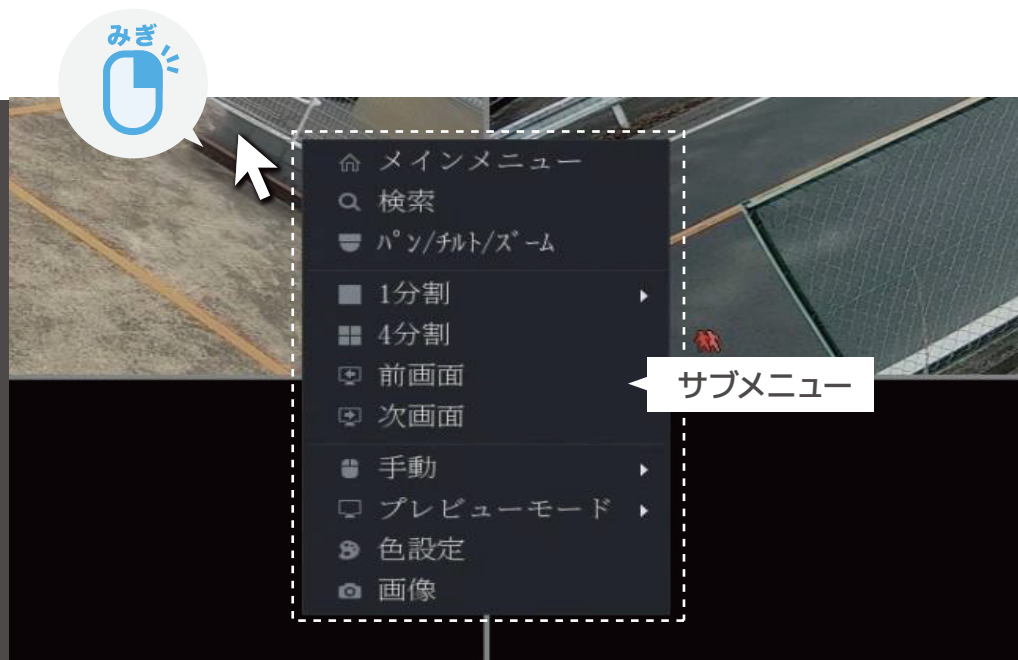 みぎ
メインメニュー
検索
ﾊﾟﾝ/ﾁﾙﾄ/ｽﾞｰﾑ
1分割
4分割
前画面
サブメニュー
次画面
手動
プレビューモード
色設定
画像